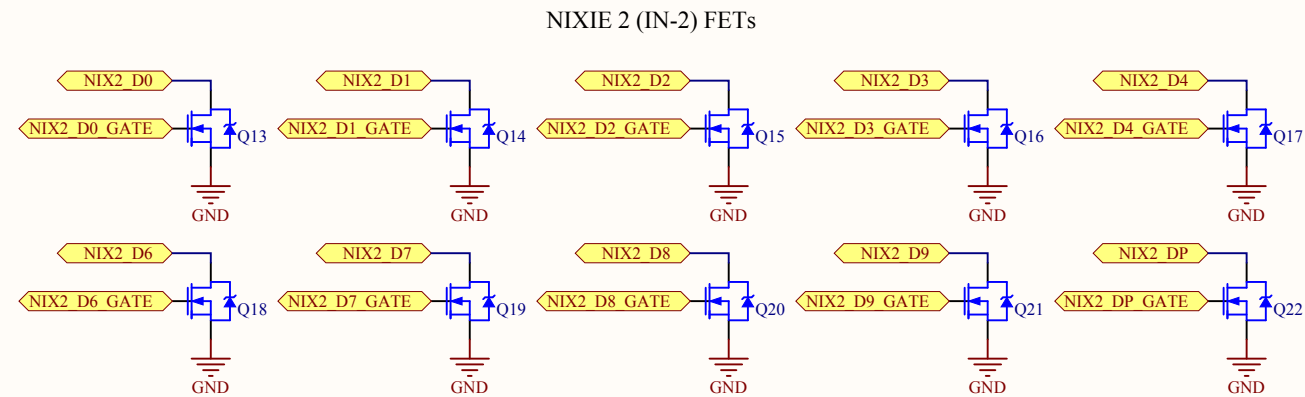 NIXIE 2 (IN-2) FETs
NIX2_D0 NIX2_D1 NIX2_D2 NIX2_D3 NIX2_D4
NIX2_D0_GATE Q13 NIX2_D1_GATE Q14 NIX2_D2_GATE Q15 NIX2_D3_GATE Q16 NIX2_D4_GATE Q17
GND GND GND GND GND
NIX2_D6 NIX2_D7 NIX2_D8 NIX2_D9 NIX2_DP
NIX2_D6_GATE Q18 NIX2_D7_GATE Q19 NIX2_D8_GATE Q20 NIX2_D9_GATE Q21 NIX2_DP_GATE Q22
GND GND GND GND GND